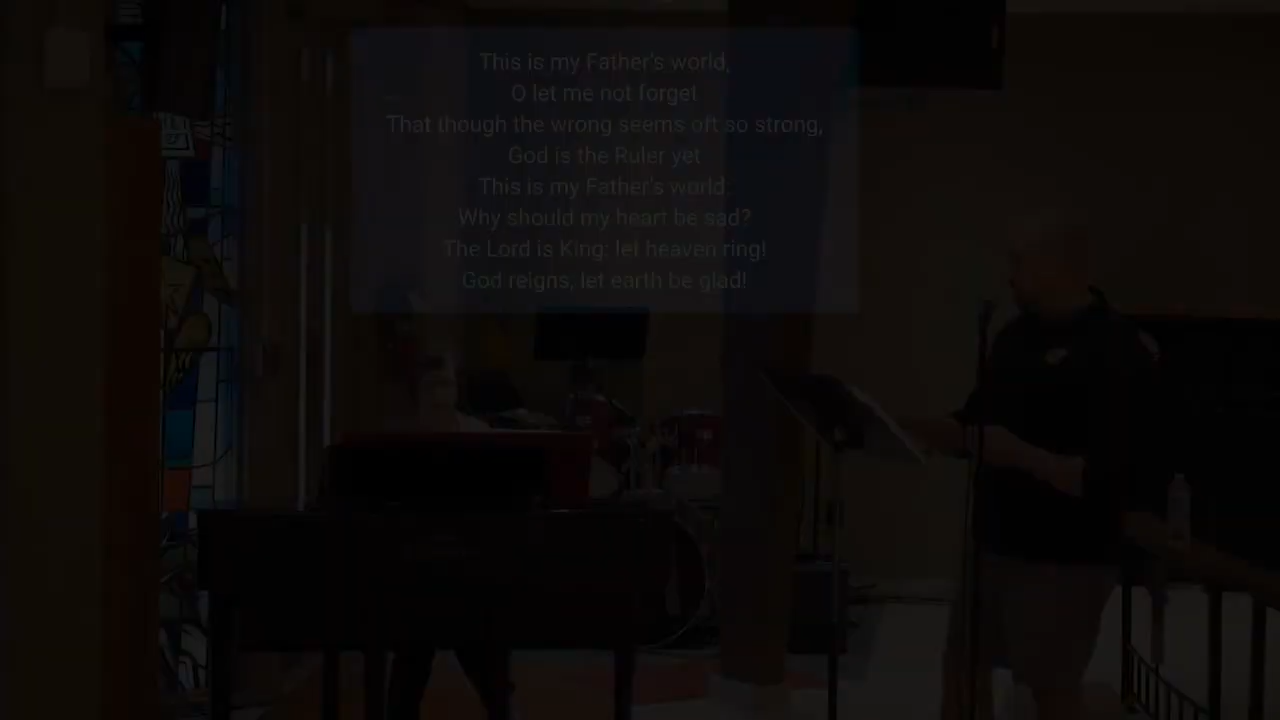 This is my Father's world,
O let me not forget
That though the wrong seems oft so strong,
God is the Ruler yet
This is my Father's world:
Why should my heart be sad?
The Lord is King: let heaven ring!
God reigns, let earth be glad!